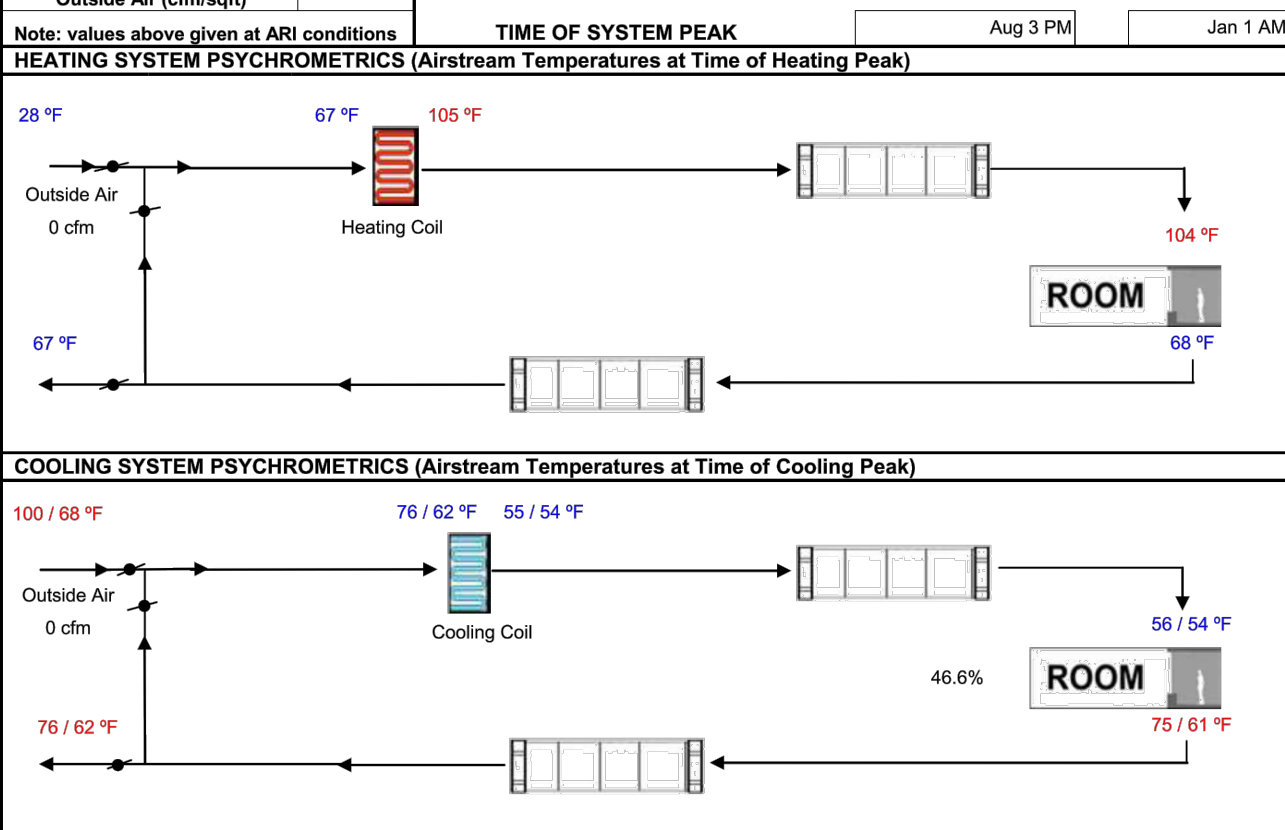 Outside Air (cfm/sqft)
Note: values above given at ARI conditions
TIME OF SYSTEM PEAK
Aug 3 PM
Jan 1 AM
HEATING SYSTEM PSYCHROMETRICS (Airstream Temperatures at Time of Heating Peak)
28 ºF
67 ºF
105 ºF
Outside Air
0 cfm
Heating Coil
104 ºF
ROOM
67 ºF
68 ºF
COOLING SYSTEM PSYCHROMETRICS (Airstream Temperatures at Time of Cooling Peak)
100 / 68 ºF
76 / 62 ºF
55 / 54 ºF
Outside Air
0 cfm
Cooling Coil
56 / 54 ºF
46.6%
ROOM
76 / 62 ºF
75 / 61 ºF